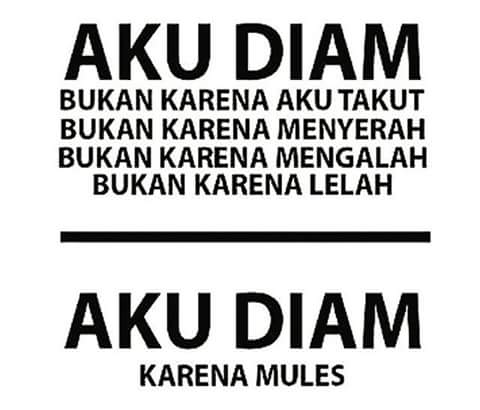 AKU DIAM
BUKAN KARENA AKU TAKUT
BUKAN KARENA MENYERAH
BUKAN KARENA MENGALAH
BUKAN KARENA LELAH
AKU DIAM
KARENA MULES